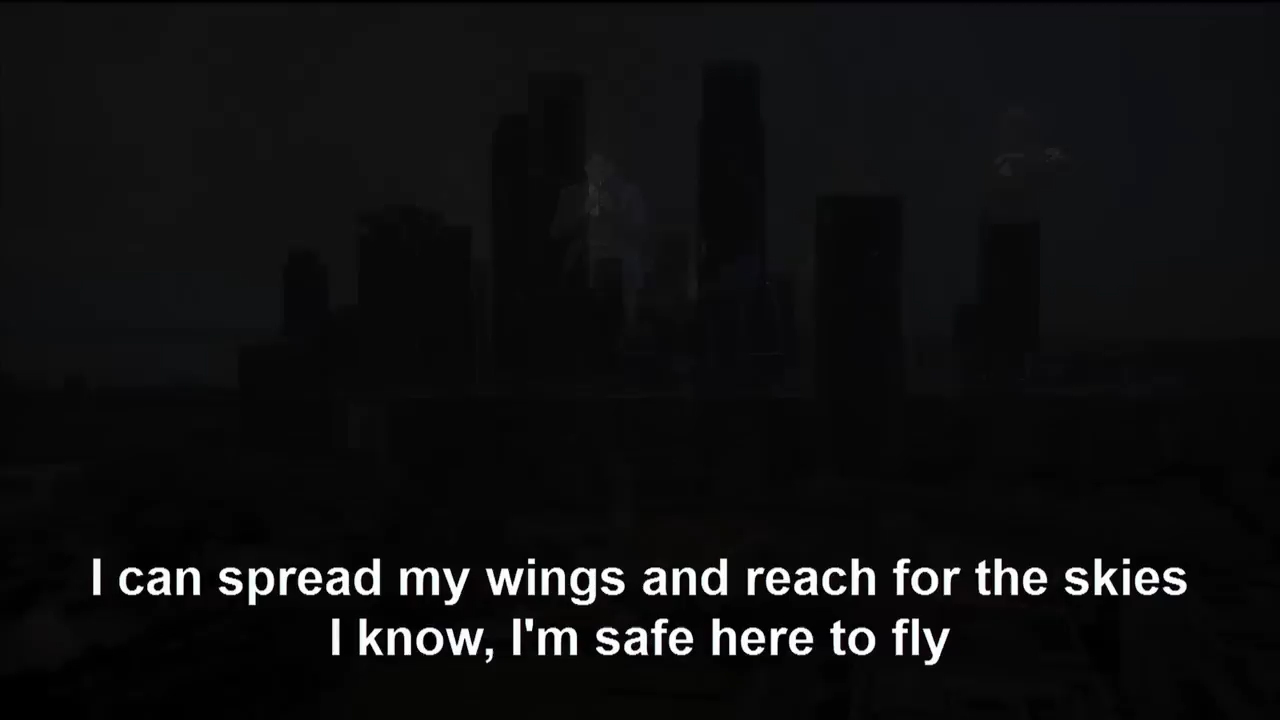 I can spread my wings and reach for the skies
I know, I'm safe here to fly